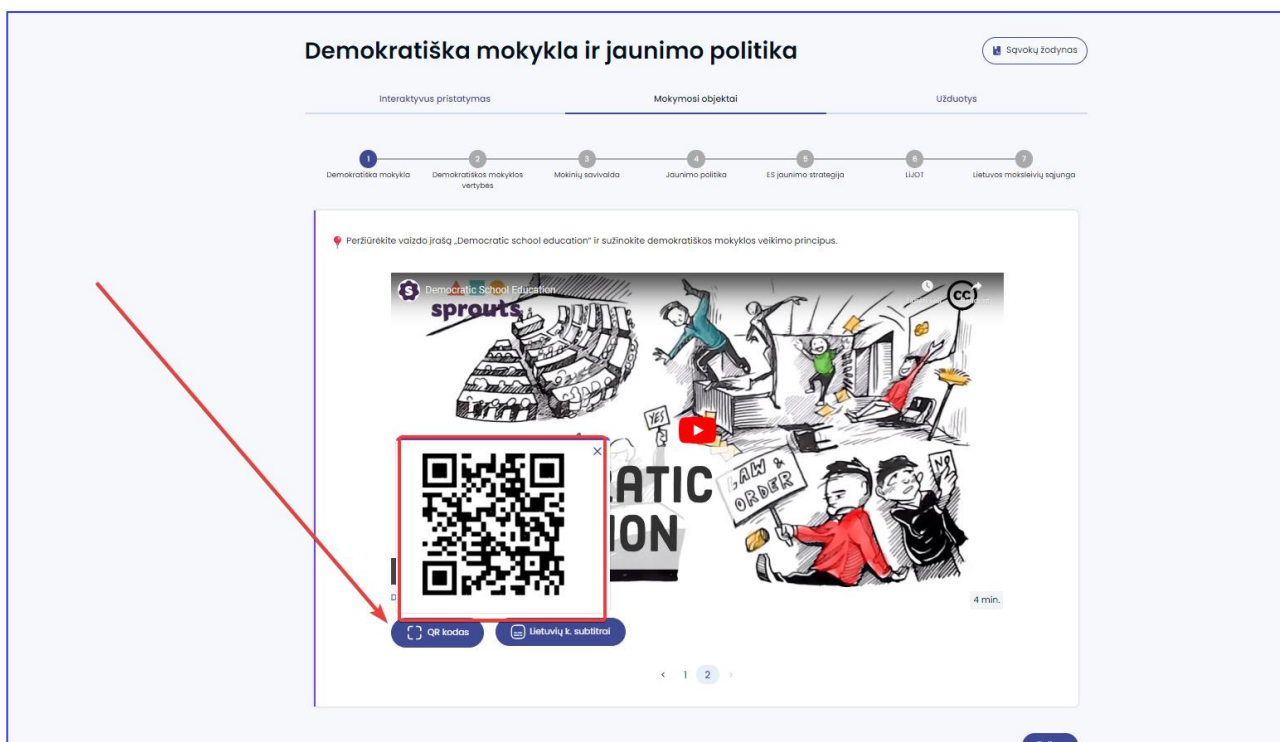 Demokratiška mokykla ir jaunimo politika
Sąvokų žodynas
Interaktyvus pristatymas
Mokymosi objektai
Užduotys
1 2 3 4 5 6 7
Demokratiška mokykla
Demokratiškos mokyklos vertybės
Mokinių savivalda
Jaunimo politika
ES jaunimo strategija
LiJOT
Lietuvos moksleivių sąjunga
Peržiūrėkite vaizdo įrašą „Democratic school education“ ir sužinokite demokratiškos mokyklos veikimo principus.
Democratic School Education
sprouts
cc
YES
LAW &
ORDER
NO
ATIC
ION
4 min.
QR kodas
Lietuvių k. subtitrai
1 2